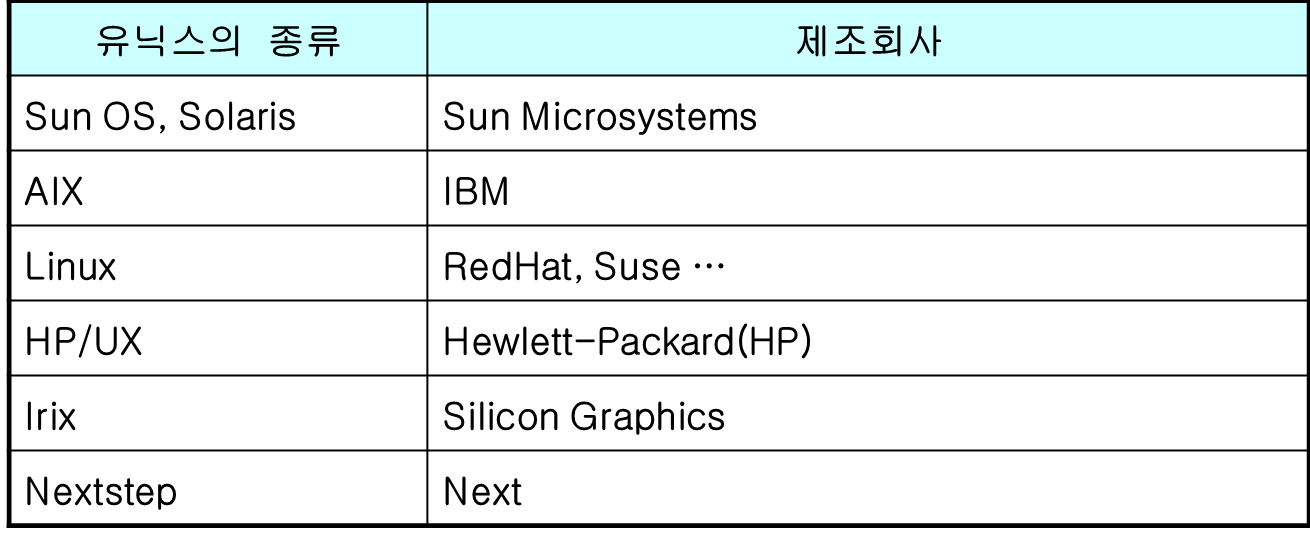 유닉스의 종류 제조회사
Sun OS, Solaris Sun Microsystems
AIX IBM
Linux RedHat, Suse ⋯
HP/UX Hewlett-Packard(HP)
Irix Silicon Graphics
Nextstep Next